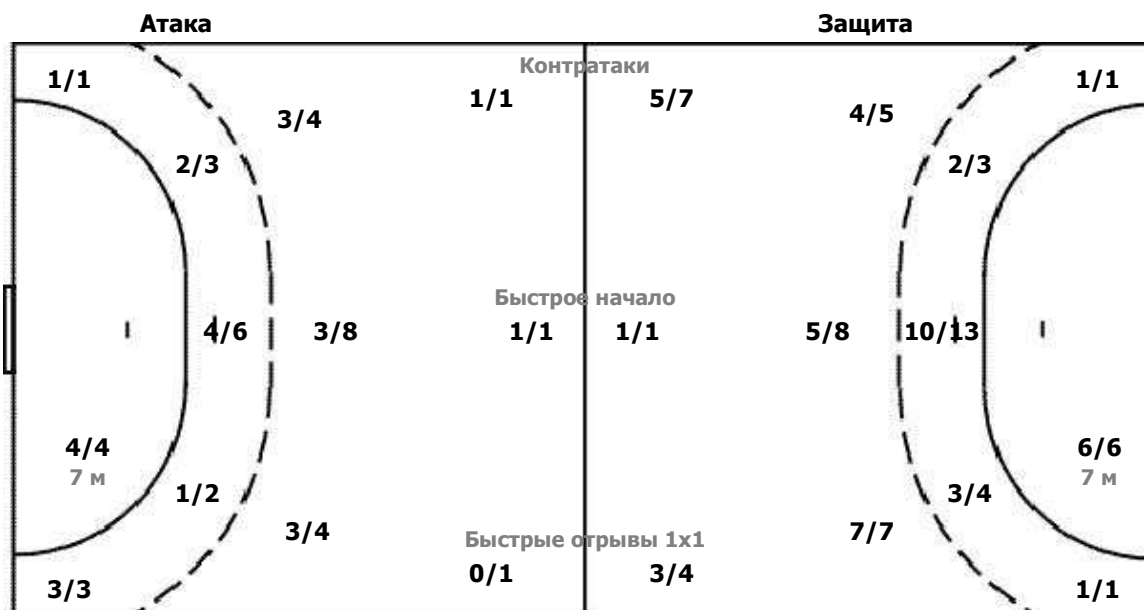 Атака Защита
Контратаки
1/1 1/1
1/1 5/7
3/4 4/5
2/3 2/3
Быстрое начало
4/6 3/8 1/1 1/1 5/8 10/13
4/4 6/6
7 м 7 м
1/2 3/4
3/4 7/7
Быстрые отрывы 1x1
0/1 3/4
3/3 1/1